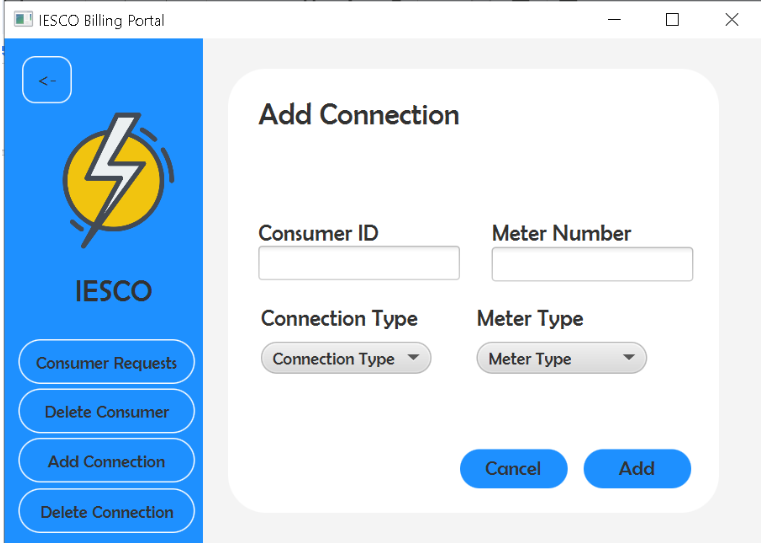 IESCO Billing Portal
<-
IESCO
Consumer Requests
Delete Consumer
Add Connection
Delete Connection
Add Connection
Consumer ID
Meter Number
Connection Type
Meter Type
Connection Type
Meter Type
Cancel
Add